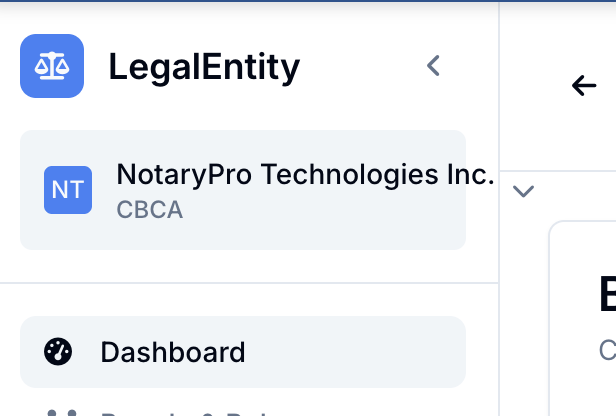 LegalEntity
NT
NotaryPro Technologies Inc.
CBCA
Dashboard